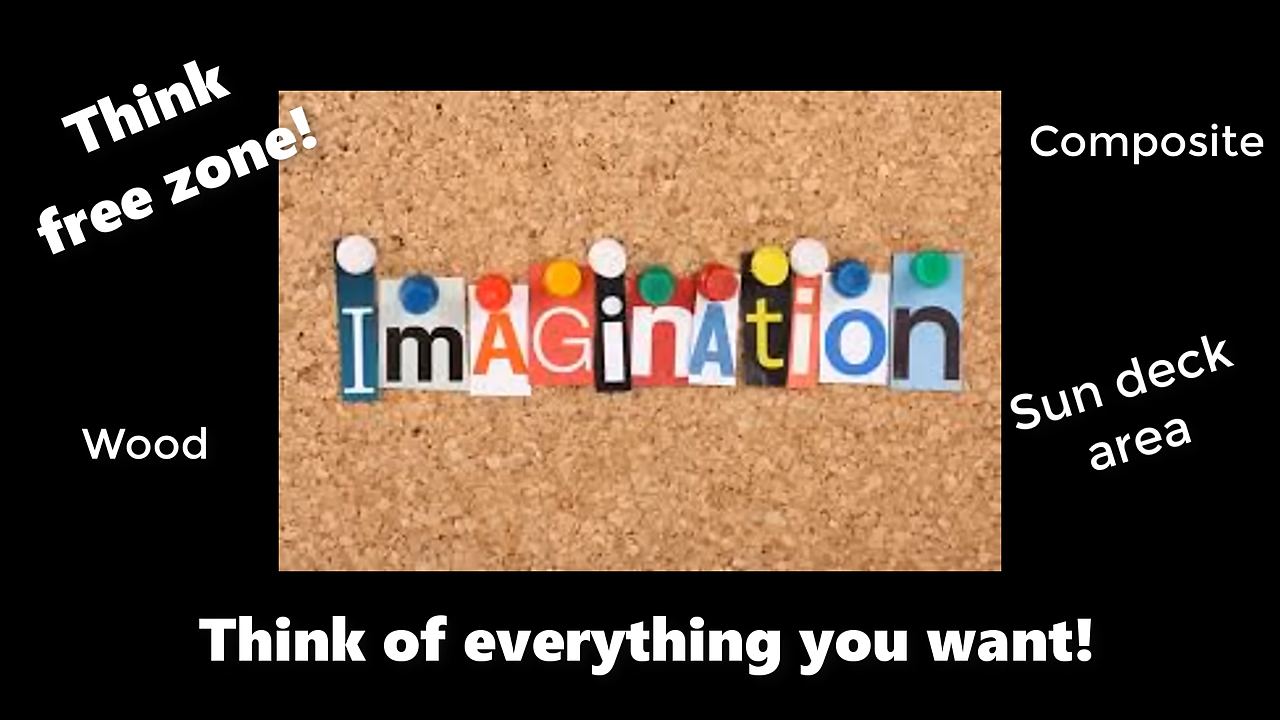 Think
free zone!
Composite
ImAGinAtion
Wood
Sun deck
area
Think of everything you want!